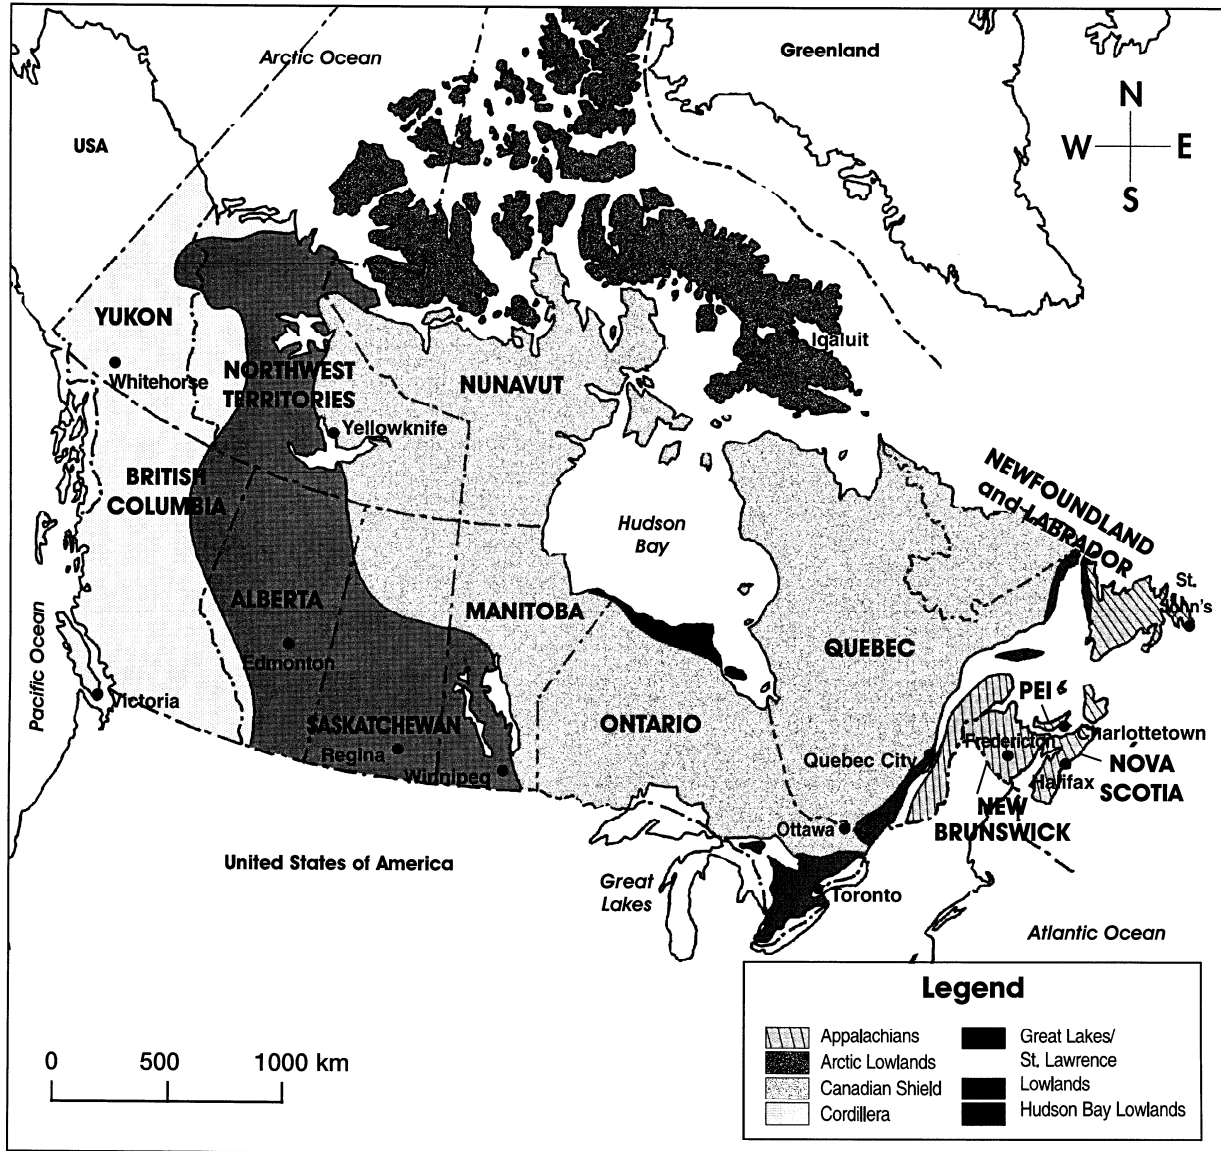 Arctic Ocean
Greenland
USA
N
W
E
S
YUKON
Whitehorse
NORTHWEST
TERRITORIES
Yellowknife
NUNAVUT
Iqaluit
BRITISH
COLUMBIA
Hudson
Bay
NEWFOUNDLAND
and LABRADOR
St.
John's
Pacific Ocean
ALBERTA
Edmonton
MANITOBA
QUEBEC
Victoria
SASKATCHEWAN
Regina
Winnipeg
ONTARIO
PEI
Charlottetown
Fredericton
Quebec City
Halifax
NOVA
SCOTIA
NEW
BRUNSWICK
Ottawa
United States of America
Great
Lakes
Toronto
Atlantic Ocean
Legend
Appalachians
Arctic Lowlands
Canadian Shield
Cordillera
Great Lakes/
St. Lawrence
Lowlands
Hudson Bay Lowlands
0 500 1000 km